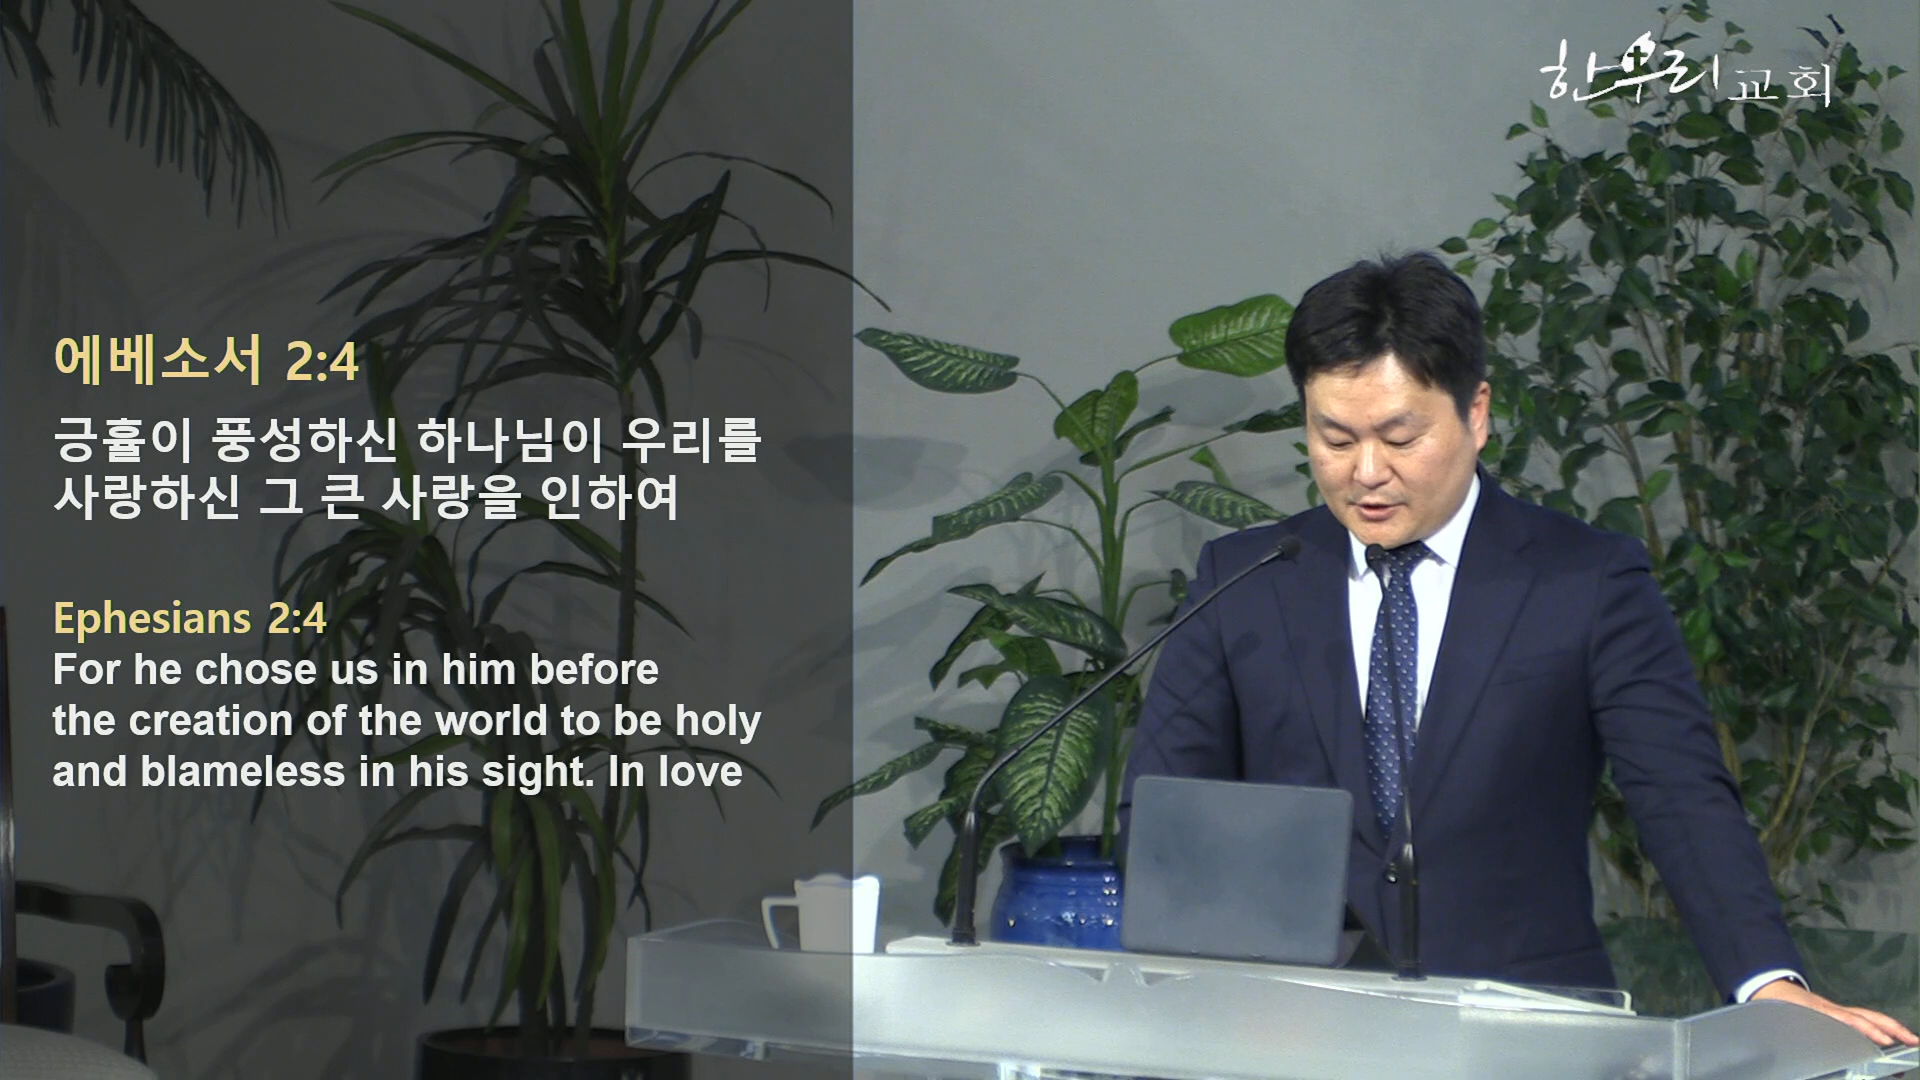 한우리교회
에베소서 2:4
긍휼이 풍성하신 하나님이 우리를
사랑하신 그 큰 사랑을 인하여
Ephesians 2:4
For he chose us in him before
the creation of the world to be holy
and blameless in his sight. In love